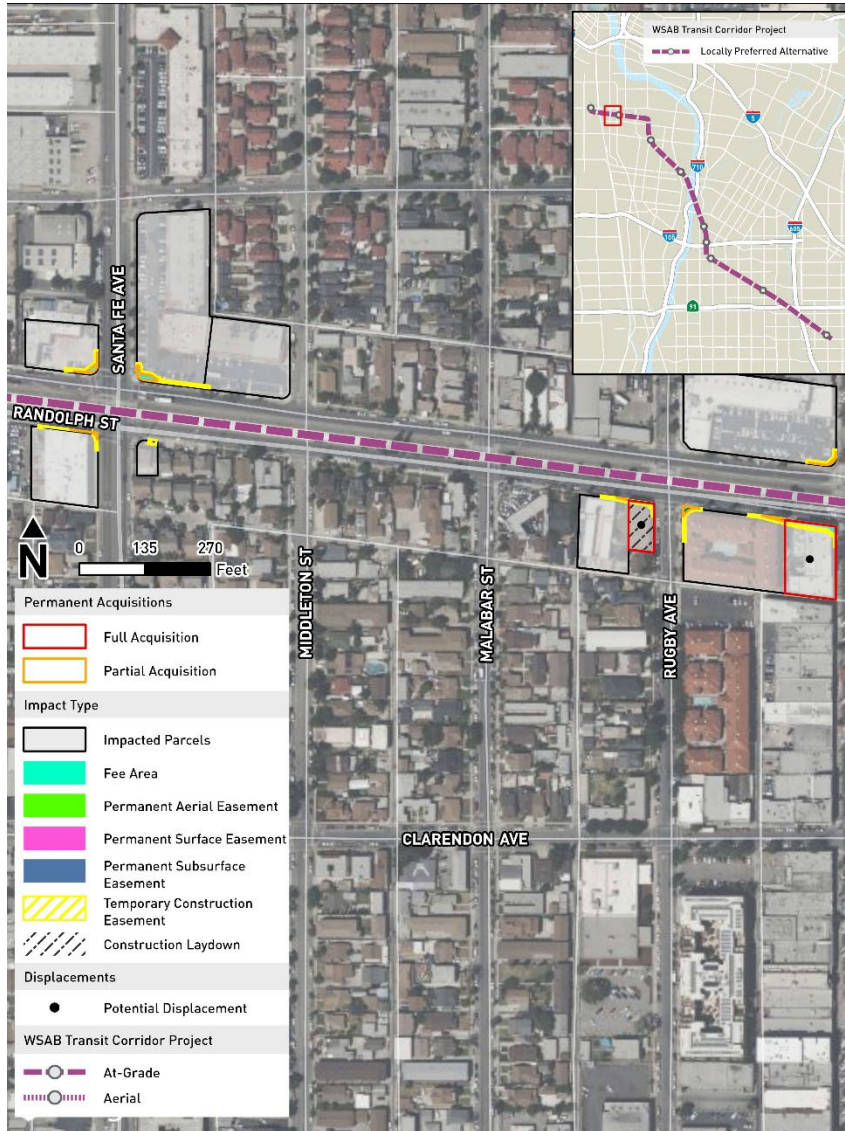 WSAB Transit Corridor Project
Locally Preferred Alternative
5
710
105
605
91
SANTA FE AVE
RANDOLPH ST
N
0 135 270
Feet
MIDDLETON ST
MALABAR ST
RUGBY AVE
CLARENDON AVE
Permanent Acquisitions
Full Acquisition
Partial Acquisition
Impact Type
Impacted Parcels
Fee Area
Permanent Aerial Easement
Permanent Surface Easement
Permanent Subsurface
Easement
Temporary Construction
Easement
Construction Laydown
Displacements
Potential Displacement
WSAB Transit Corridor Project
At-Grade
Aerial